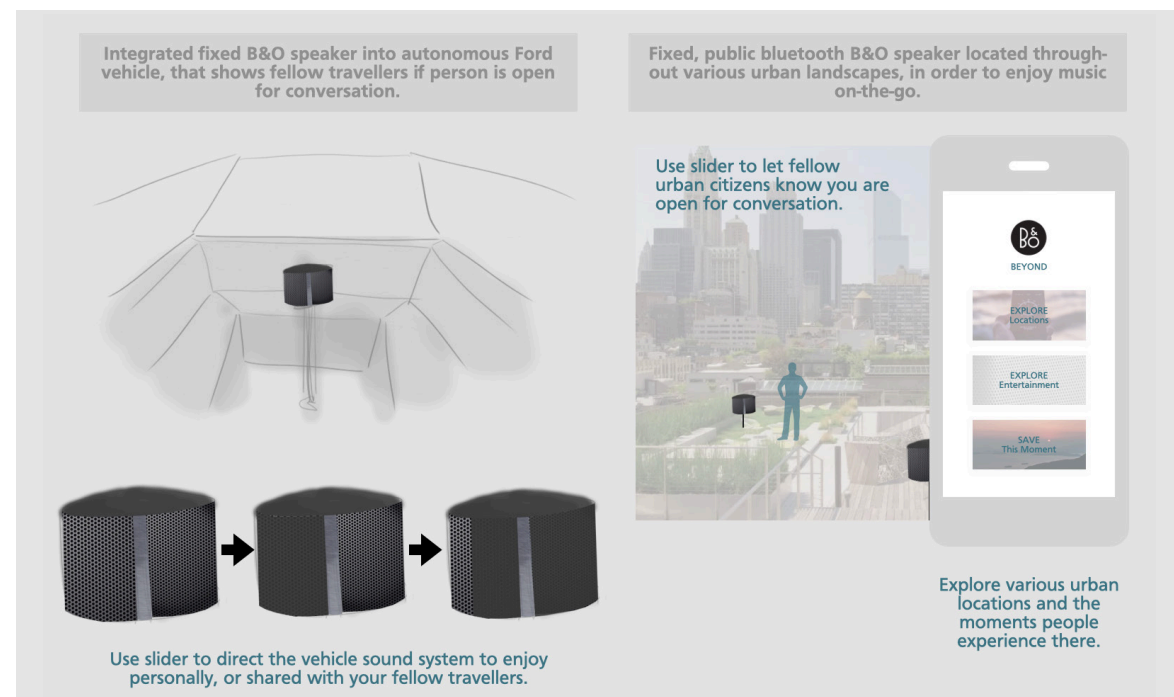 Integrated fixed B&O speaker into autonomous Ford
vehicle, that shows fellow travellers if person is open
for conversation.
Use slider to direct the vehicle sound system to enjoy
personally, or shared with your fellow travellers.
Fixed, public bluetooth B&O speaker located through-
out various urban landscapes, in order to enjoy music
on-the-go.
Use slider to let fellow
urban citizens know you are
open for conversation.
B&O
BEYOND
EXPLORE
Locations
EXPLORE
Entertainment
SAVE
This Moment
Explore various urban
locations and the
moments people
experience there.